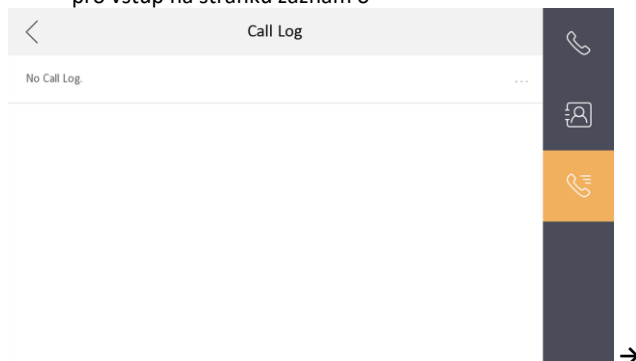 pro vstup na stránku záznam o
Call Log
No Call Log.
...
→